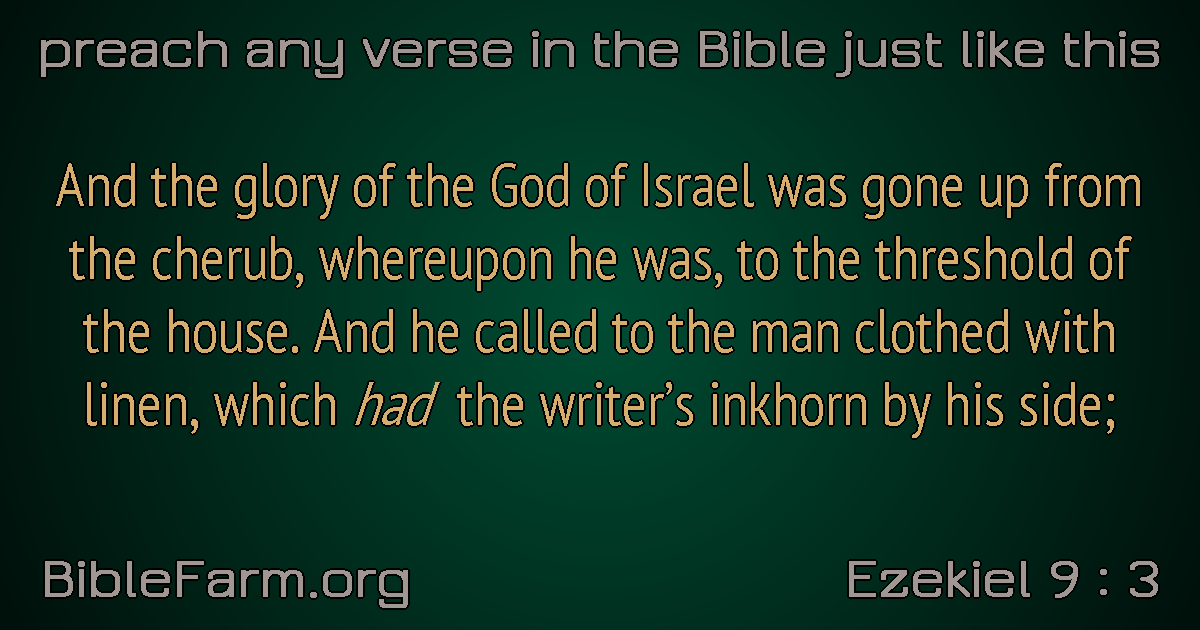 preach any verse in the Bible just like this
And the glory of the God of Israel was gone up from
the cherub, whereupon he was, to the threshold of
the house. And he called to the man clothed with
linen, which had the writer’s inkhorn by his side;
BibleFarm.org
Ezekiel 9 : 3